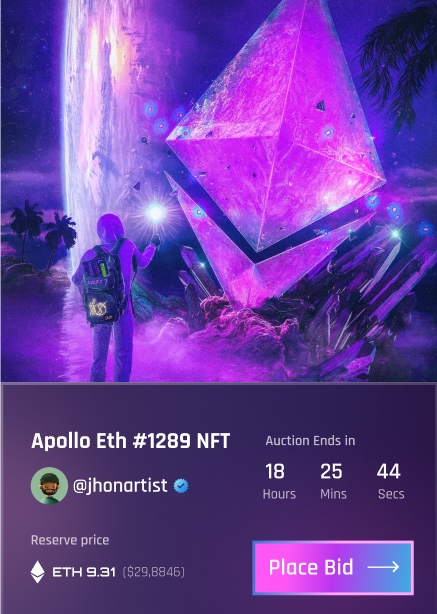 Apollo Eth #1289 NFT
@jhonartist
Auction Ends in
18 25 44
Hours Mins Secs
Reserve price
ETH 9.31 ($29,8846)
Place Bid